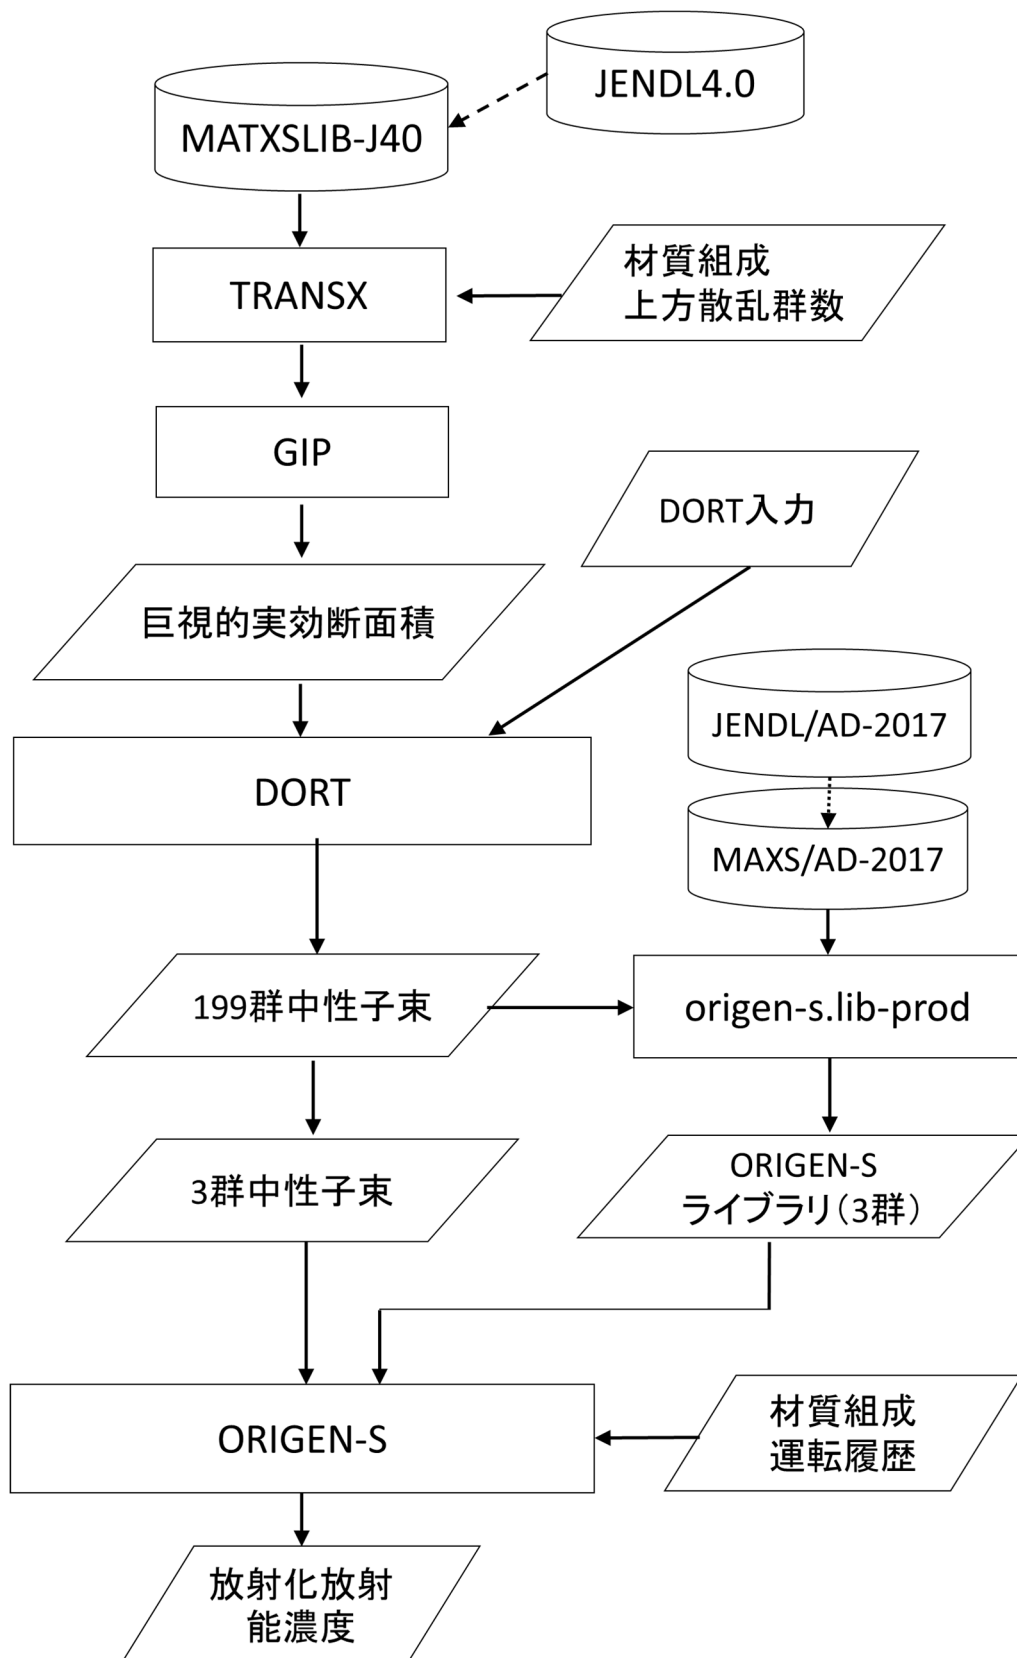 JENDL4.0
MATXSLIB-J40
TRANSX
材質組成
上方散乱群数
GIP
DORT入力
巨視的実効断面積
JENDL/AD-2017
DORT
MAXS/AD-2017
199群中性子束
origen-s.lib-prod
3群中性子束
ORIGEN-S
ライブラリ(3群)
ORIGEN-S
材質組成
運転履歴
放射化放射
能濃度